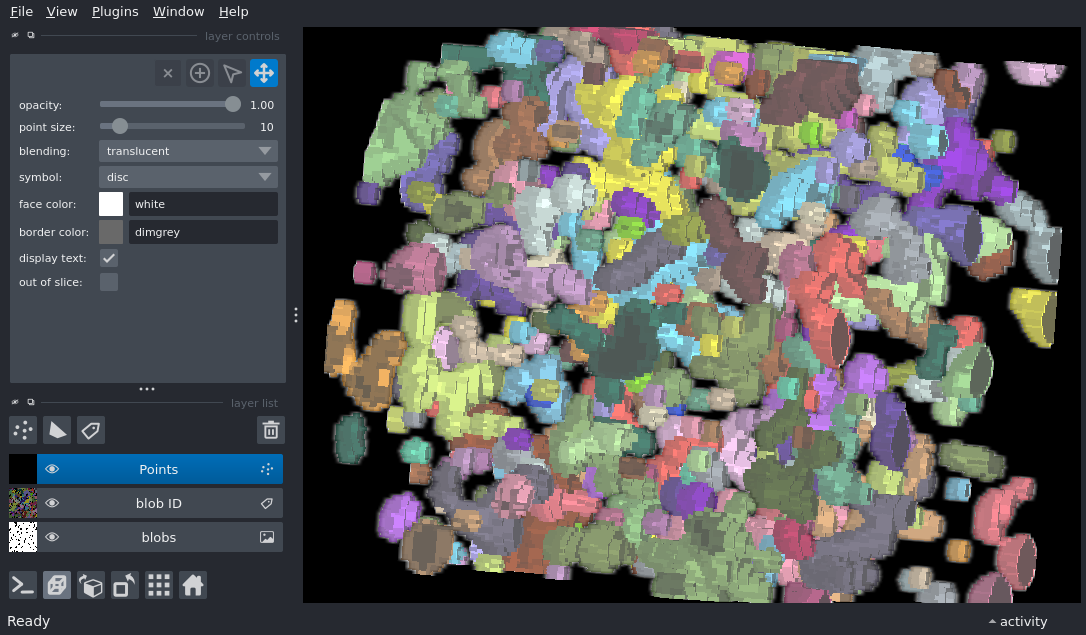 File View Plugins Window Help
layer controls
opacity: 1.00
point size: 10
blending: translucent
symbol: disc
face color: white
border color: dimgrey
display text:
out of slice:
layer list
Points
blob ID
blobs
Ready
activity